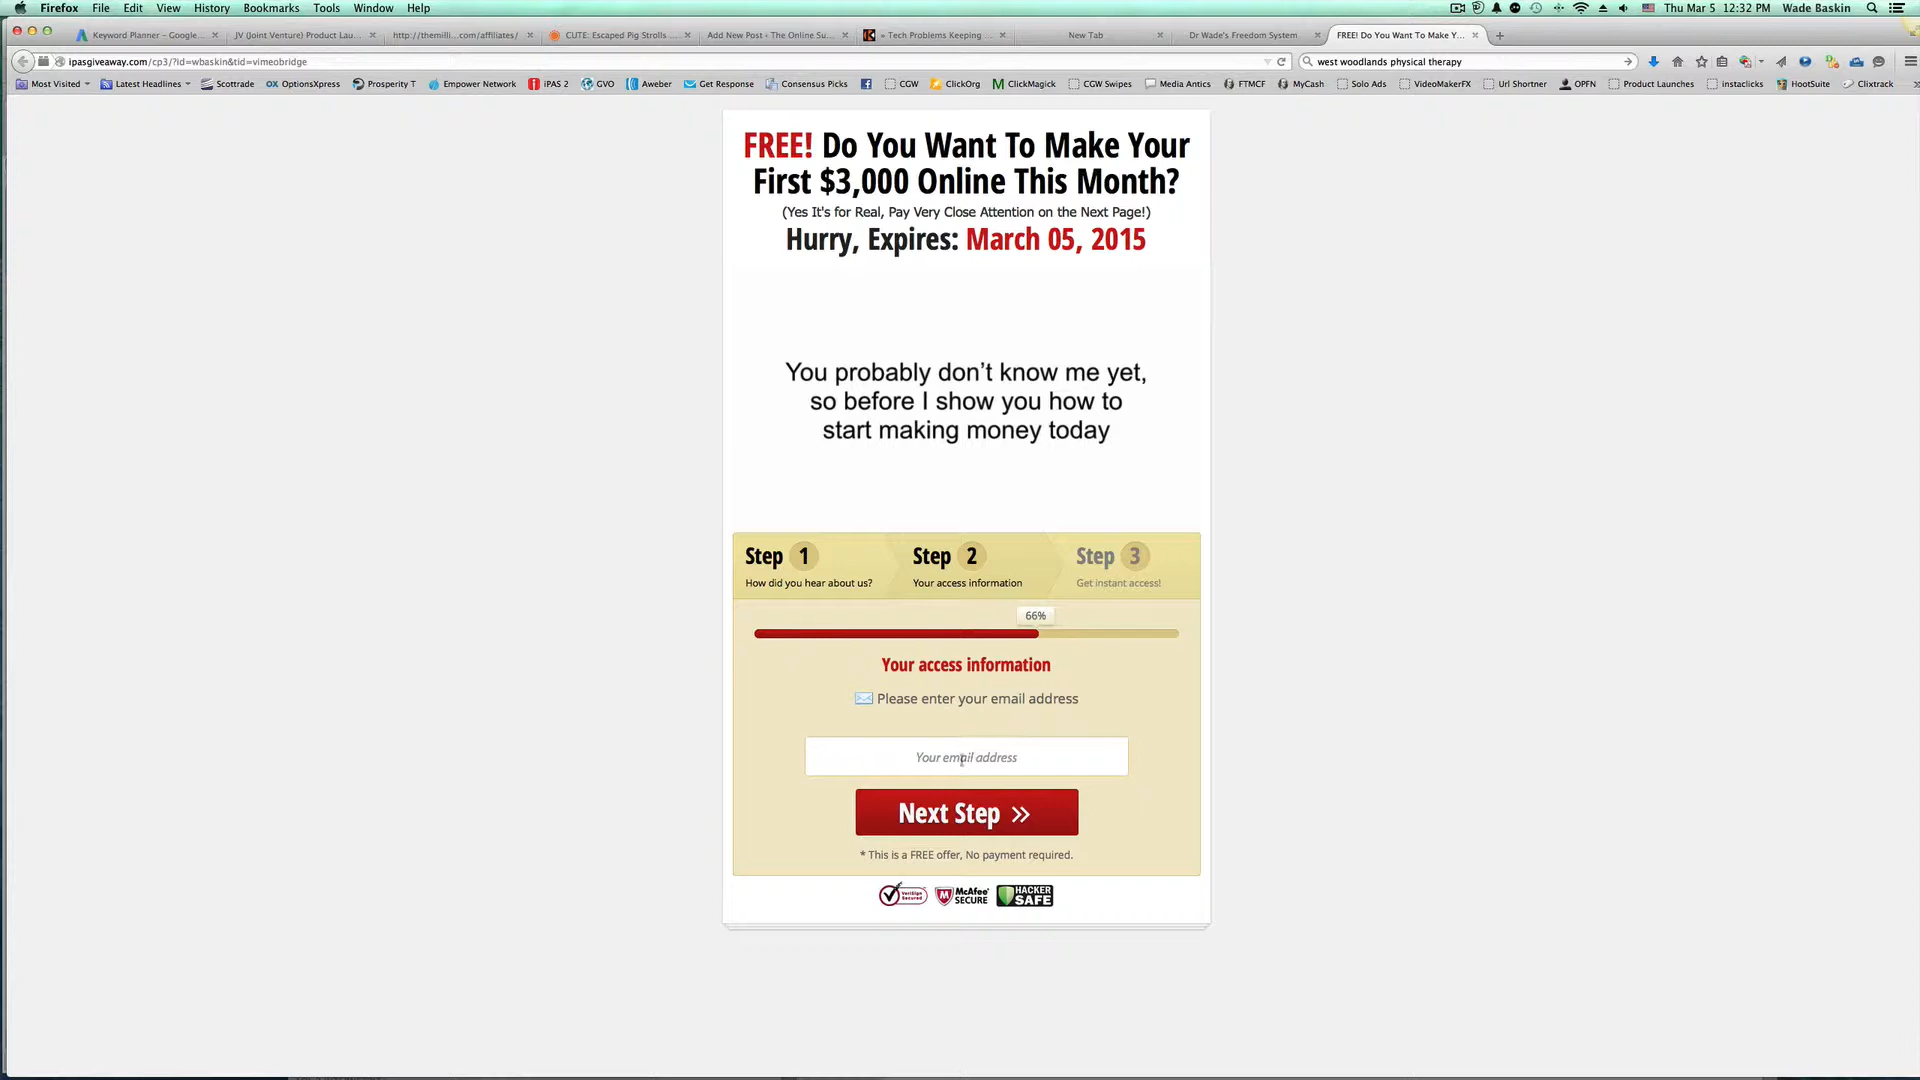 Firefox File Edit View History Bookmarks Tools Window Help Thu Mar 5 12:32 PM Wade Baskin
Keyword Planner – Google... JV (Joint Venture) Product Lau... http://themilli...com/affiliates/ CUTE: Escaped Pig Strolls ... Add New Post ‹ The Online Su... » Tech Problems Keeping ... New Tab Dr Wade's Freedom System FREE! Do You Want To Make Y...
ipasgiveaway.com/cp3/?id=wbaskin&tid=vimeobridge west woodlands physical therapy
Most Visited Latest Headlines Scottrade OX OptionsXpress Prosperity T Empower Network iPAS 2 GVO Aweber Get Response Consensus Picks CGW ClickOrg ClickMagick CGW Swipes Media Antics FTMCF MyCash Solo Ads VideoMakerFX Url Shortner OPFN Product Launches instaclicks HootSuite Clixtrack
FREE! Do You Want To Make Your
First $3,000 Online This Month?
(Yes It's for Real, Pay Very Close Attention on the Next Page!)
Hurry, Expires: March 05, 2015
You probably don't know me yet,
so before I show you how to
start making money today
Step 1 Step 2 Step 3
How did you hear about us? Your access information Get instant access!
66%
Your access information
Please enter your email address
Your email address
Next Step »
* This is a FREE offer, No payment required.
VeriSign Secured McAfee SECURE HACKER SAFE